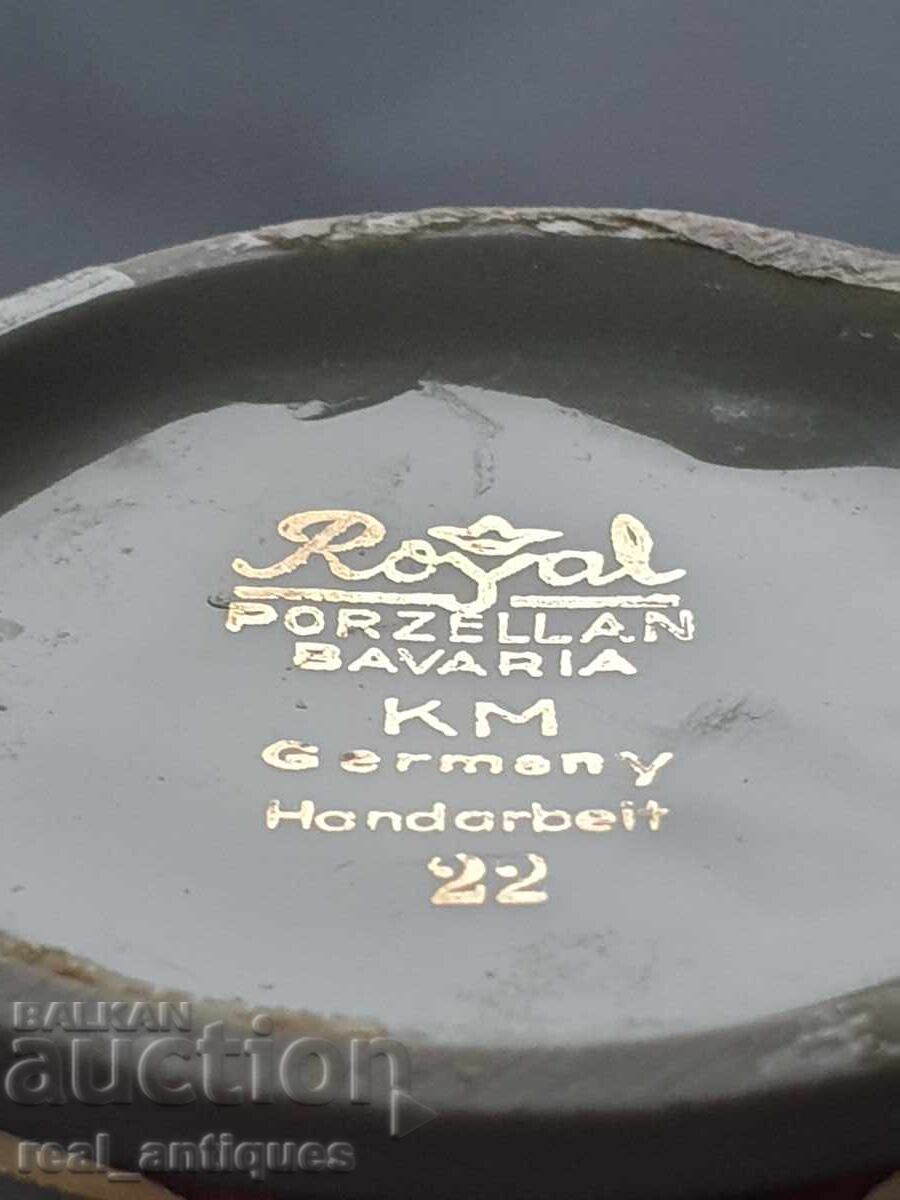 Royal
PORZELLAN
BAVARIA
KM
Germany
Handarbeit
22
BALKAN
auction
real_antiques